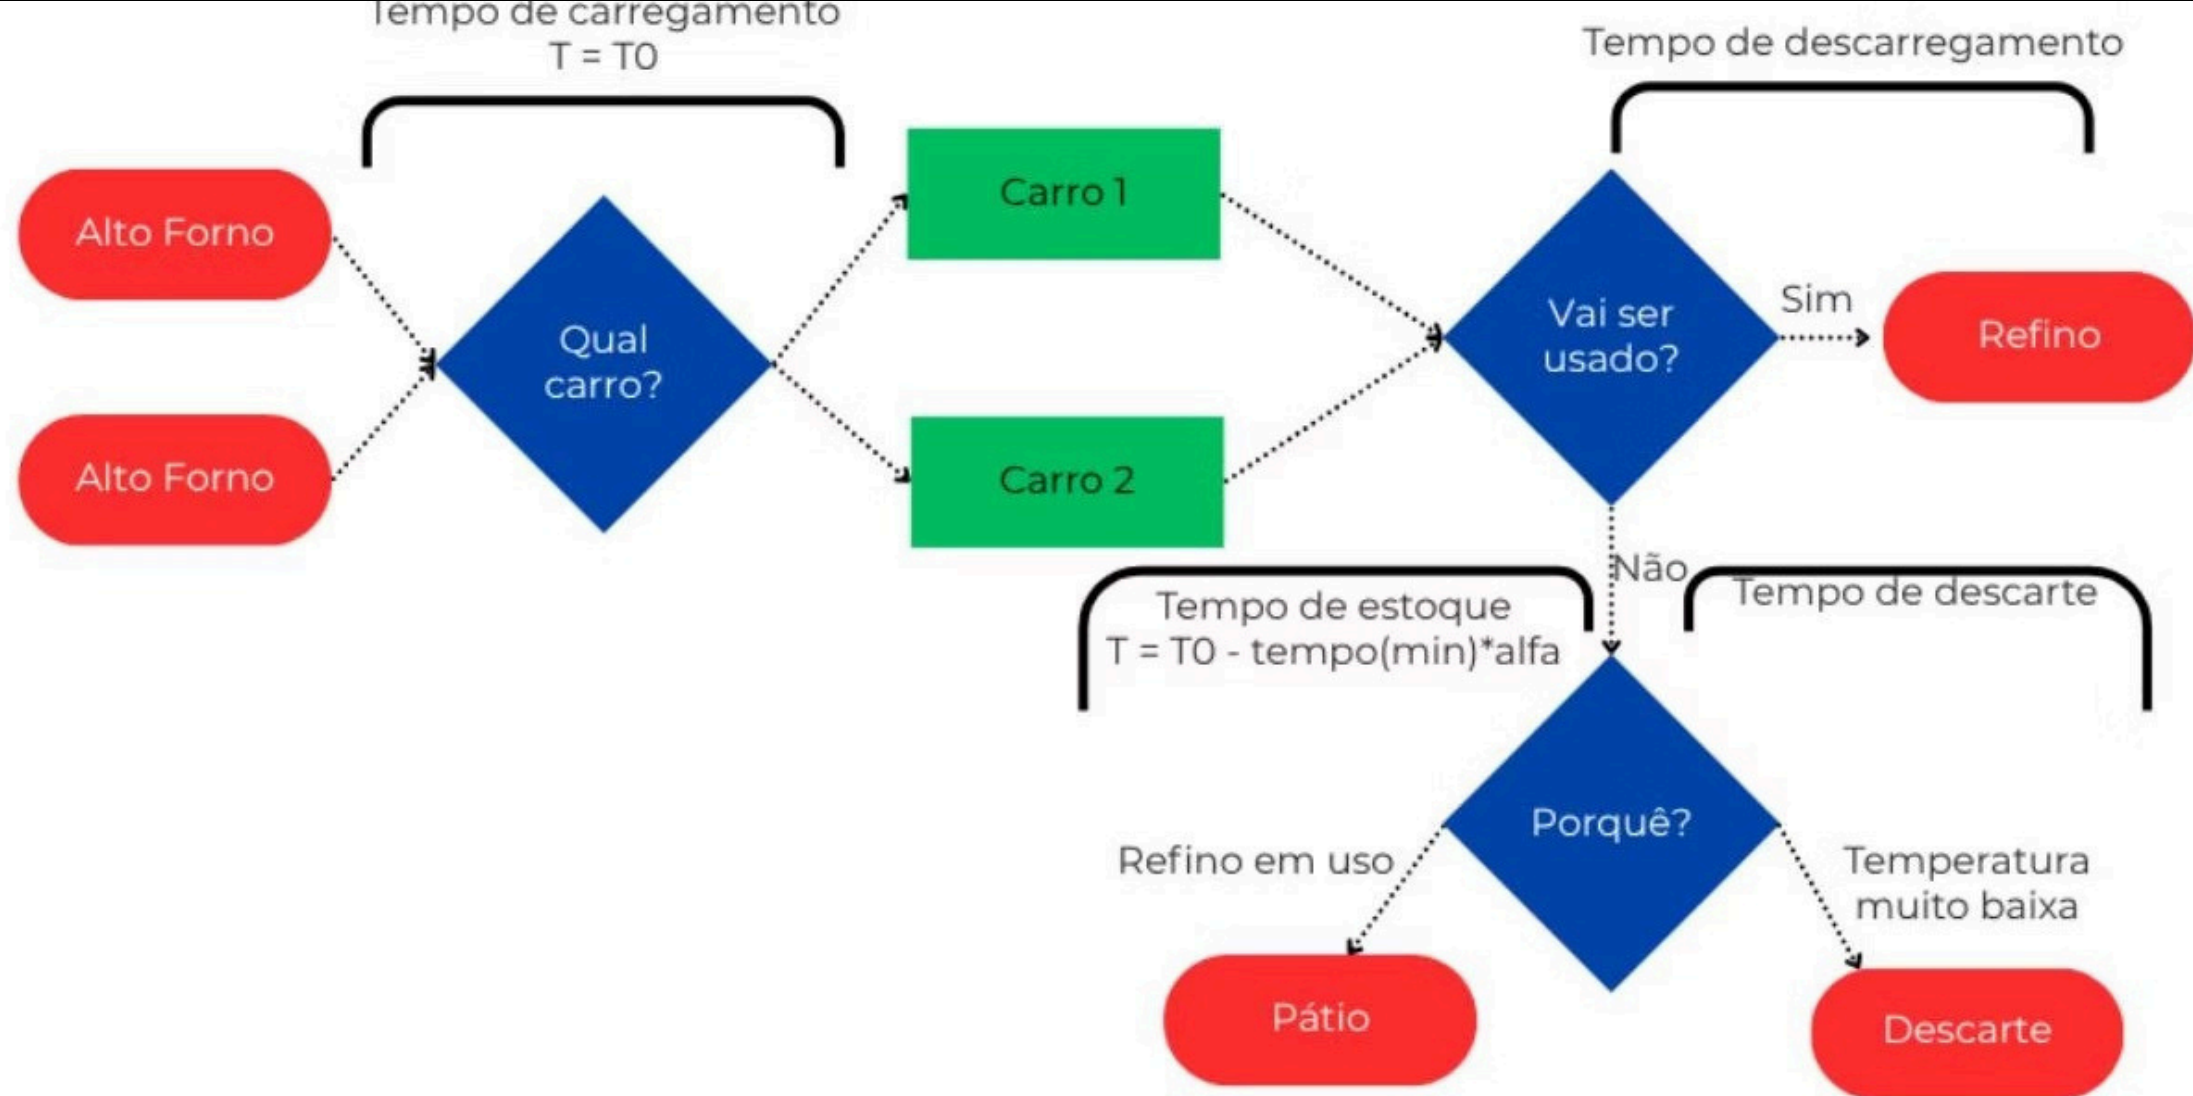 Tempo de carregamento
T = T0
Tempo de descarregamento
Alto Forno
Alto Forno
Qual
carro?
Carro 1
Carro 2
Vai ser
usado?
Sim
Refino
Não
Tempo de estoque
T = T0 - tempo(min)*alfa
Tempo de descarte
Porquê?
Refino em uso
Temperatura
muito baixa
Pátio
Descarte